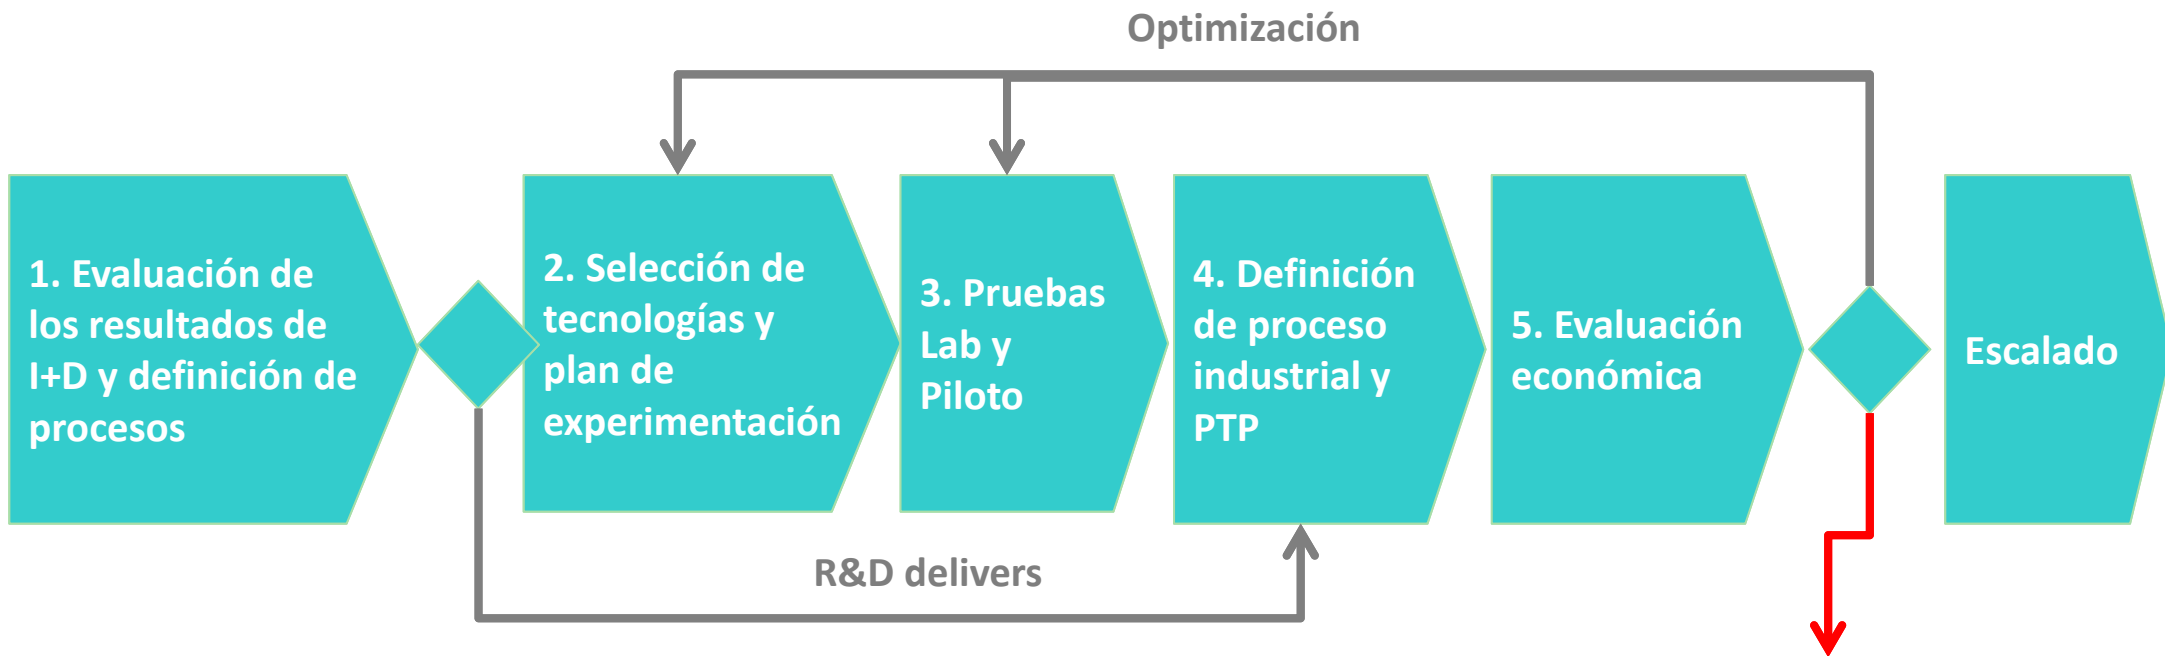 Optimización
1. Evaluación de
los resultados de
I+D y definición de
procesos
2. Selección de
tecnologías y
plan de
experimentación
3. Pruebas
Lab y
Piloto
4. Definición
de proceso
industrial y
PTP
5. Evaluación
económica
Escalado
R&D delivers